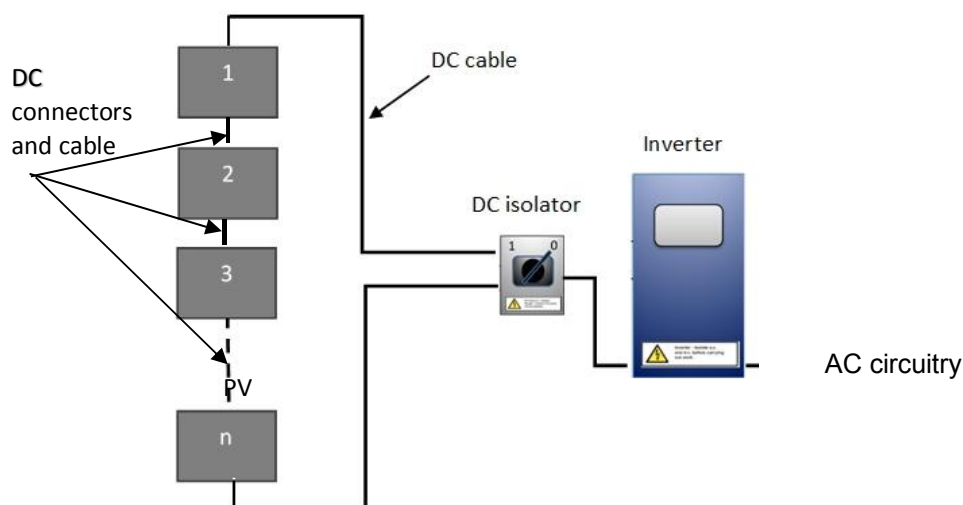 DC
connectors
and cable
1
2
3
PV
n
DC cable
DC isolator
1 0
Inverter
AC circuitry